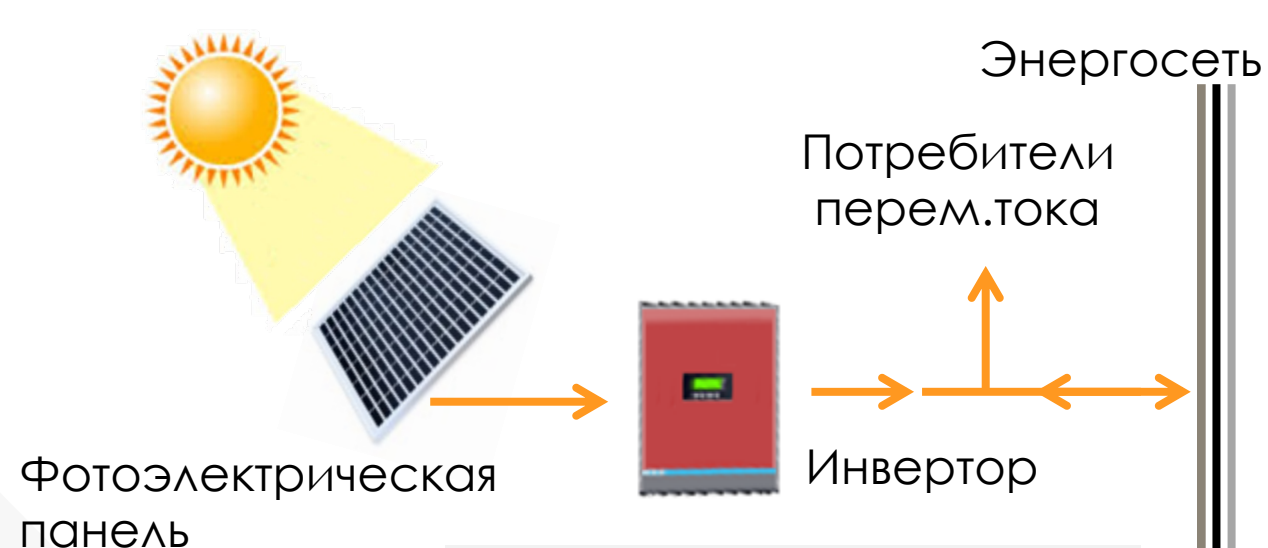 Энергосеть
Потребители
перем.тока
Инвертор
Фотоэлектрическая
панель